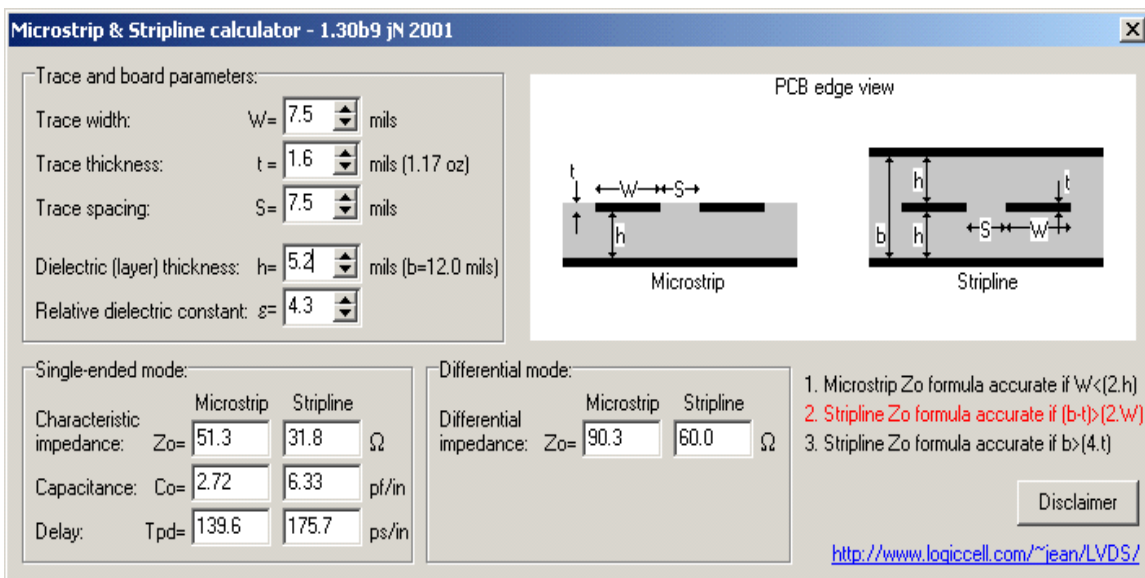 Microstrip & Stripline calculator - 1.30b9 jN 2001
Trace and board parameters:
Trace width: W= 7.5 mils
Trace thickness: t = 1.6 mils (1.17 oz)
Trace spacing: S= 7.5 mils
Dielectric (layer) thickness: h= 5.2 mils (b=12.0 mils)
Relative dielectric constant: ε= 4.3
PCB edge view
t W S h
Microstrip
h t b h S W
Stripline
Single-ended mode:
Microstrip Stripline
Characteristic
impedance: Zo= 51.3 31.8 Ω
Capacitance: Co= 2.72 6.33 pf/in
Delay: Tpd= 139.6 175.7 ps/in
Differential mode:
Microstrip Stripline
Differential
impedance: Zo= 90.3 60.0 Ω
1. Microstrip Zo formula accurate if W<(2.h)
2. Stripline Zo formula accurate if (b-t)>(2.W)
3. Stripline Zo formula accurate if b>(4.t)
Disclaimer
http://www.logiccell.com/~jean/LVDS/